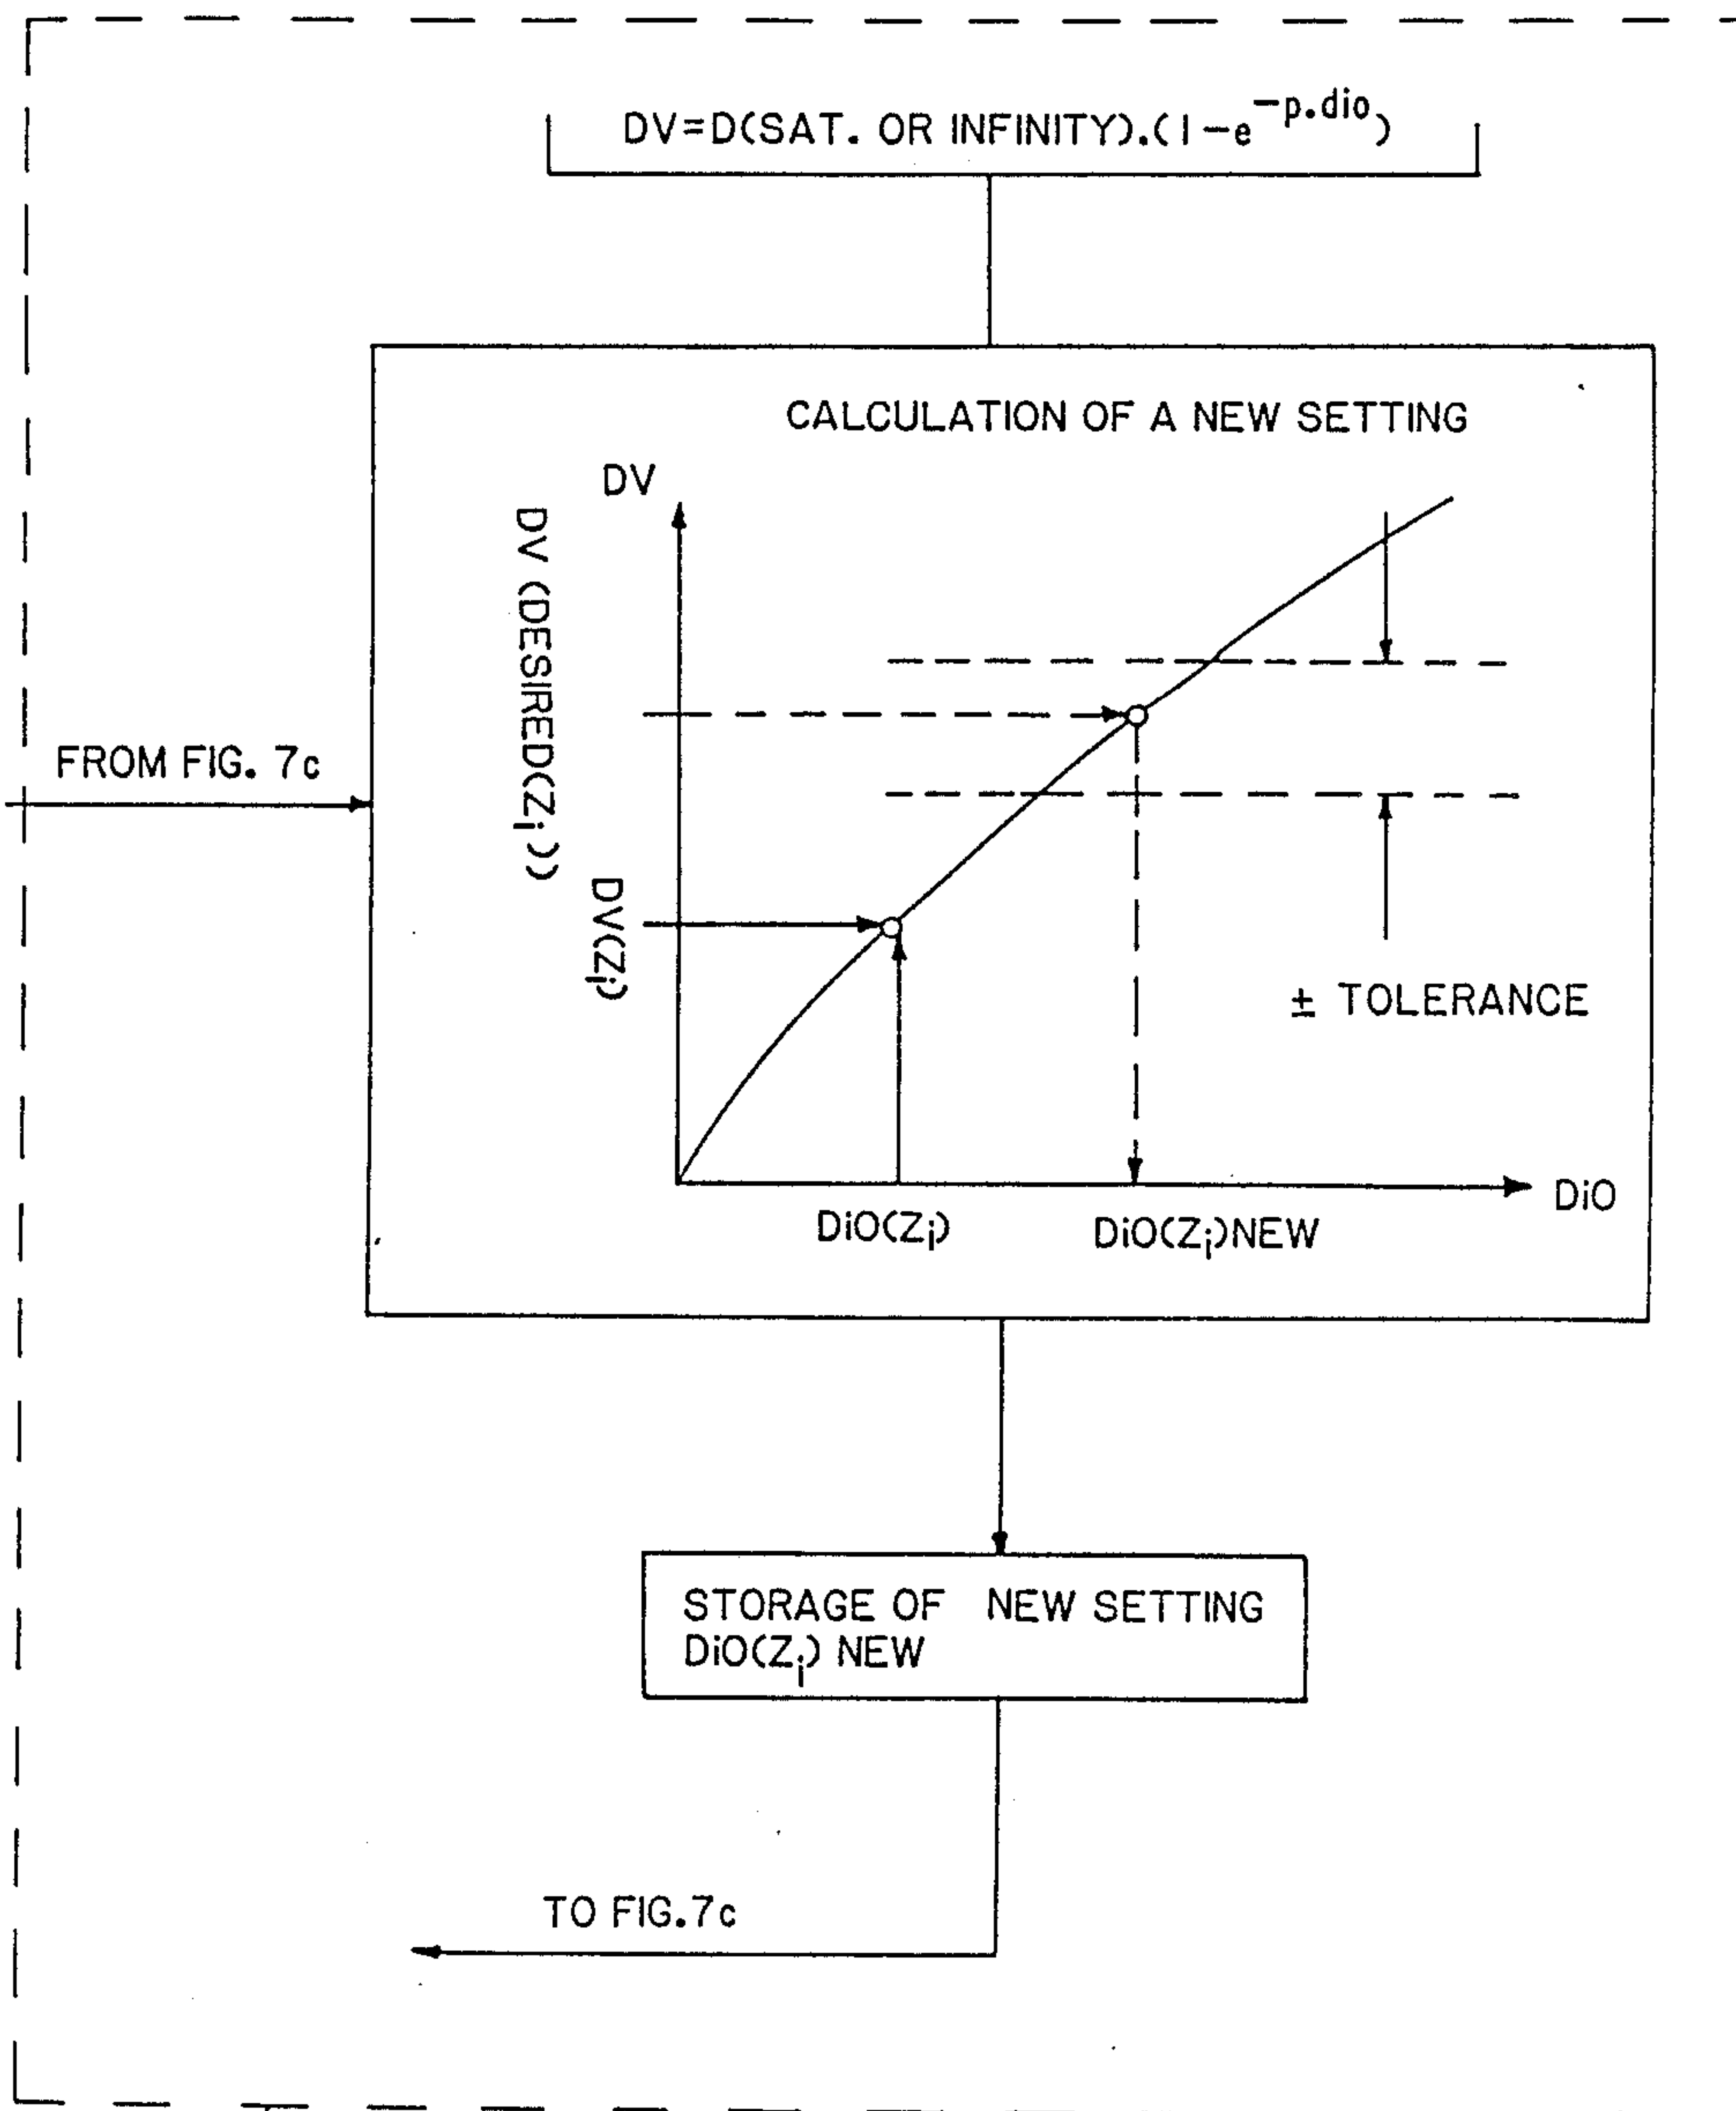 DV=D(SAT. OR INFINITY).(1-e^-p.dio)
CALCULATION OF A NEW SETTING
DV
DV (DESIRED(Zi))
FROM FIG. 7c
DV(Zi)
± TOLERANCE
DiO
DiO(Zi)
DiO(Zi)NEW
STORAGE OF NEW SETTING
DiO(Zi) NEW
TO FIG.7c